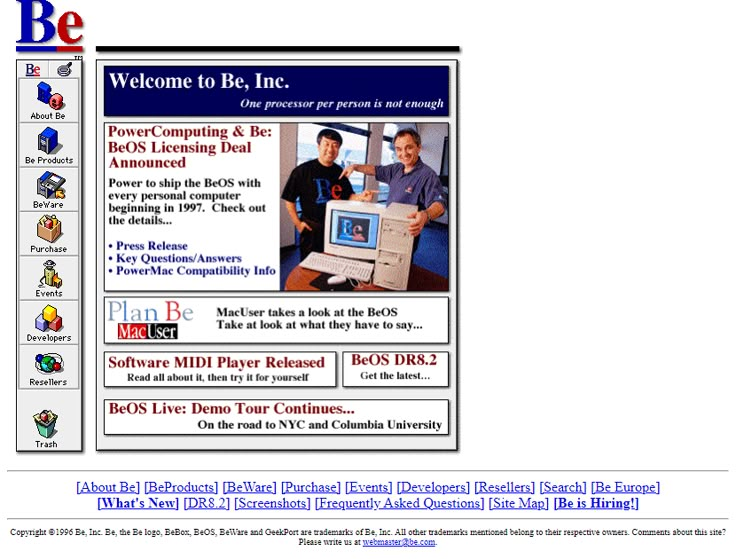 Be
TM
Be
About Be
Be Products
BeWare
Purchase
Events
Developers
Resellers
Trash
Welcome to Be, Inc.
One processor per person is not enough
PowerComputing & Be:
BeOS Licensing Deal
Announced
Power to ship the BeOS with
every personal computer
beginning in 1997. Check out
the details...
• Press Release
• Key Questions/Answers
• PowerMac Compatibility Info
Be
Be
Plan Be
MacUser
MacUser takes a look at the BeOS
Take at look at what they have to say...
Software MIDI Player Released
Read all about it, then try it for yourself
BeOS DR8.2
Get the latest...
BeOS Live: Demo Tour Continues...
On the road to NYC and Columbia University
[About Be] [BeProducts] [BeWare] [Purchase] [Events] [Developers] [Resellers] [Search] [Be Europe]
[What's New] [DR8.2] [Screenshots] [Frequently Asked Questions] [Site Map] [Be is Hiring!]
Copyright ©1996 Be, Inc. Be, the Be logo, BeBox, BeOS, BeWare and GeekPort are trademarks of Be, Inc. All other trademarks mentioned belong to their respective owners. Comments about this site?
Please write us at webmaster@be.com.